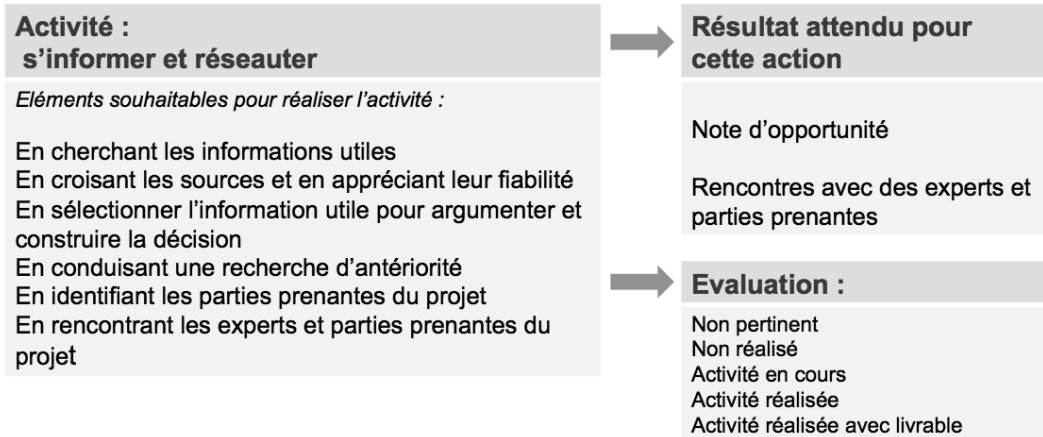 Activité :
s’informer et réseauter
Eléments souhaitables pour réaliser l’activité :
En cherchant les informations utiles
En croisant les sources et en appréciant leur fiabilité
En sélectionner l’information utile pour argumenter et
construire la décision
En conduisant une recherche d’antériorité
En identifiant les parties prenantes du projet
En rencontrant les experts et parties prenantes du
projet
Résultat attendu pour
cette action
Note d’opportunité
Rencontres avec des experts et
parties prenantes
Evaluation :
Non pertinent
Non réalisé
Activité en cours
Activité réalisée
Activité réalisée avec livrable